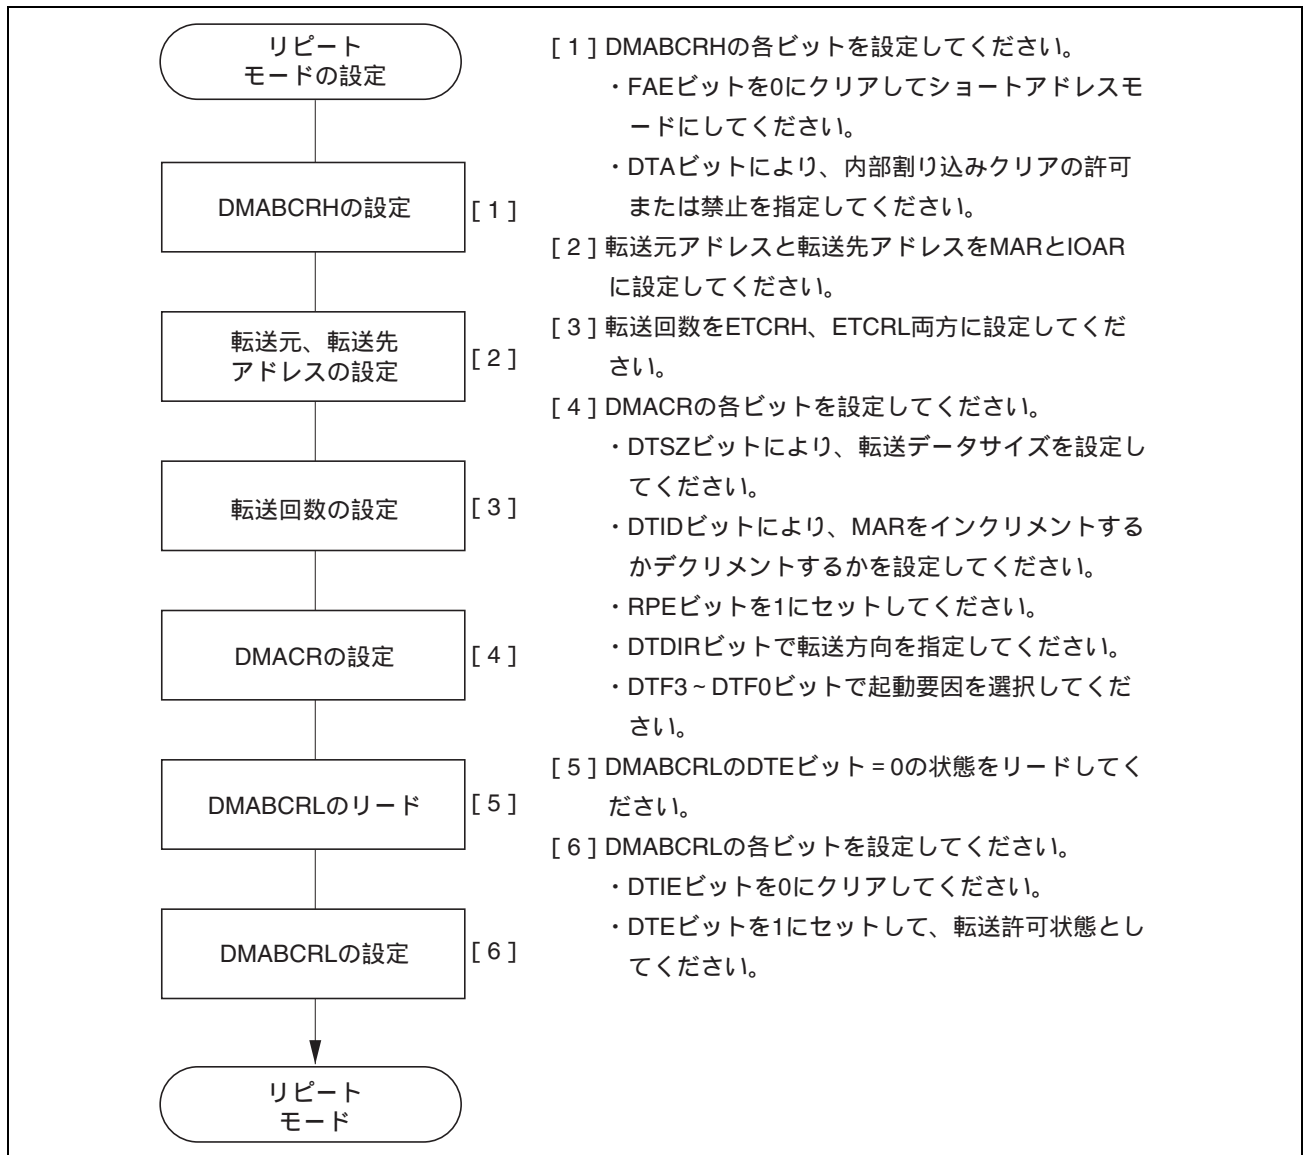 リピート
モードの設定
DMABCRHの設定
[ 1 ]
転送元、転送先
アドレスの設定
[ 2 ]
転送回数の設定
[ 3 ]
DMACRの設定
[ 4 ]
DMABCRLのリード
[ 5 ]
DMABCRLの設定
[ 6 ]
リピート
モード
[ 1 ] DMABCRHの各ビットを設定してください。
・FAEビットを0にクリアしてショートアドレスモ
ードにしてください。
・DTAビットにより、内部割り込みクリアの許可
または禁止を指定してください。
[ 2 ] 転送元アドレスと転送先アドレスをMARとIOAR
に設定してください。
[ 3 ] 転送回数をETCRH、ETCRL両方に設定してくだ
さい。
[ 4 ] DMACRの各ビットを設定してください。
・DTSZビットにより、転送データサイズを設定し
てください。
・DTIDビットにより、MARをインクリメントする
かデクリメントするかを設定してください。
・RPEビットを1にセットしてください。
・DTDIRビットで転送方向を指定してください。
・DTF3～DTF0ビットで起動要因を選択してくだ
さい。
[ 5 ] DMABCRLのDTEビット＝0の状態をリードしてく
ださい。
[ 6 ] DMABCRLの各ビットを設定してください。
・DTIEビットを0にクリアしてください。
・DTEビットを1にセットして、転送許可状態とし
てください。